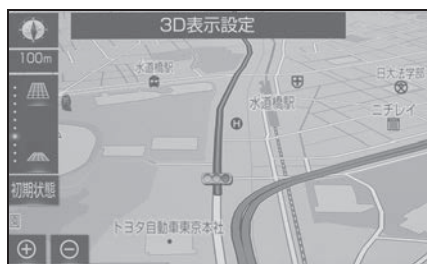 3D表示設定
100m
水道橋駅
水道橋駅
日大法学部
ニチレイ
H
初期状態
園
トヨタ自動車東京本社